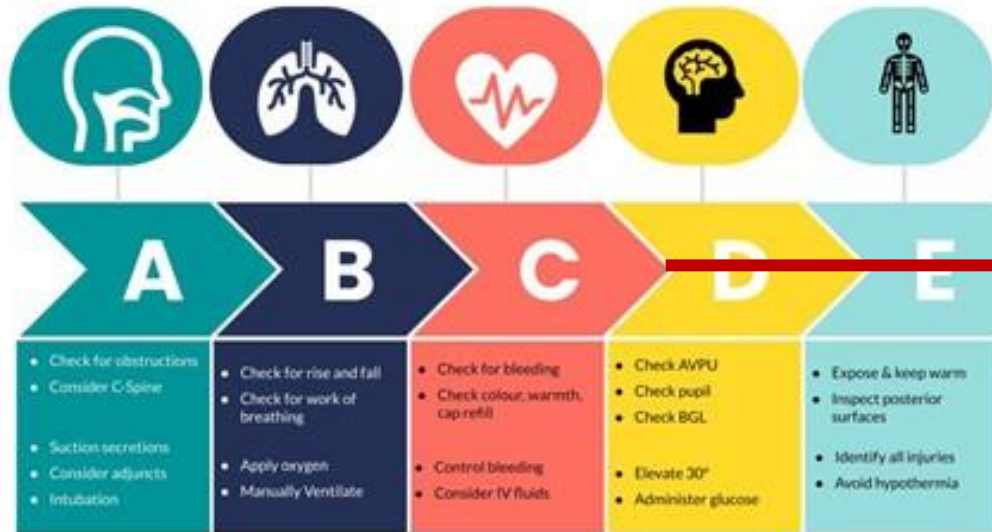 A
B
C
D
E
• Check for obstructions
• Consider C-Spine
• Suction secretions
• Consider adjuncts
• Intubation
• Check for rise and fall
• Check for work of
breathing
• Apply oxygen
• Manually Ventilate
• Check for bleeding
• Check colour, warmth,
cap refill
• Control bleeding
• Consider IV fluids
• Check AVPU
• Check pupil
• Check BGL
• Elevate 30°
• Administer glucose
• Expose & keep warm
• Inspect posterior
surfaces
• Identify all injuries
• Avoid hypothermia